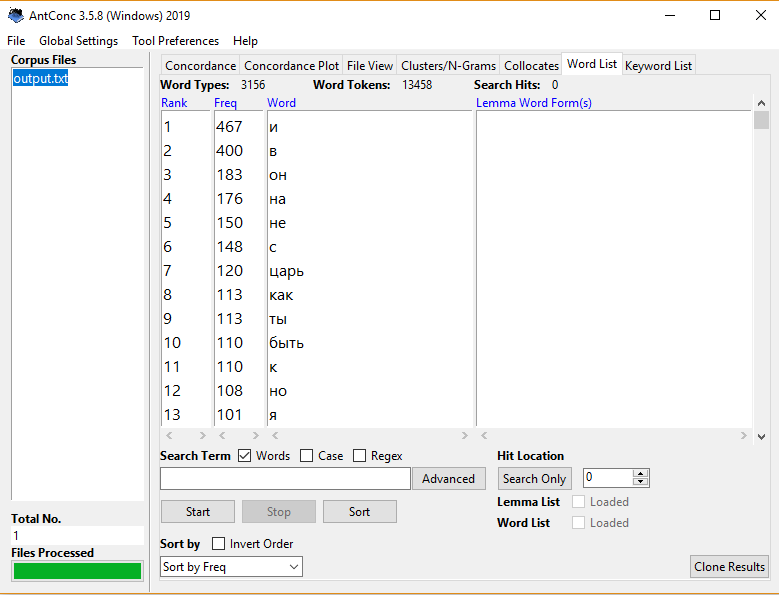 AntConc 3.5.8 (Windows) 2019
File Global Settings Tool Preferences Help
Corpus Files
output.txt
Concordance Concordance Plot File View Clusters/N-Grams Collocates Word List Keyword List
Word Types: 3156 Word Tokens: 13458 Search Hits: 0
Rank Freq Word Lemma Word Form(s)
1 467 и
2 400 в
3 183 он
4 176 на
5 150 не
6 148 с
7 120 царь
8 113 как
9 113 ты
10 110 быть
11 110 к
12 108 но
13 101 я
Search Term Words Case Regex Hit Location
Advanced Search Only 0
Start Stop Sort Lemma List Loaded
Word List Loaded
Total No.
1
Files Processed
Sort by Invert Order
Sort by Freq Clone Results